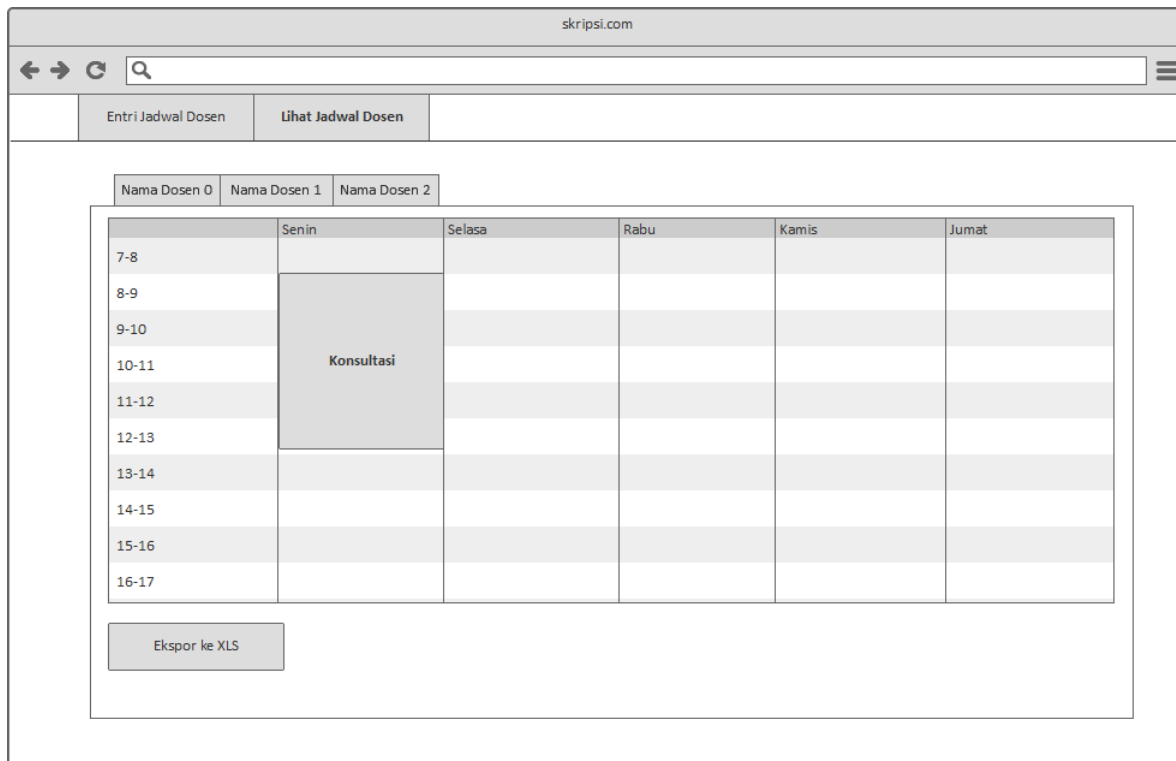 skripsi.com
Entri Jadwal Dosen Lihat Jadwal Dosen
Nama Dosen 0 Nama Dosen 1 Nama Dosen 2
Senin Selasa Rabu Kamis Jumat
7-8
8-9
9-10
10-11 Konsultasi
11-12
12-13
13-14
14-15
15-16
16-17
Ekspor ke XLS